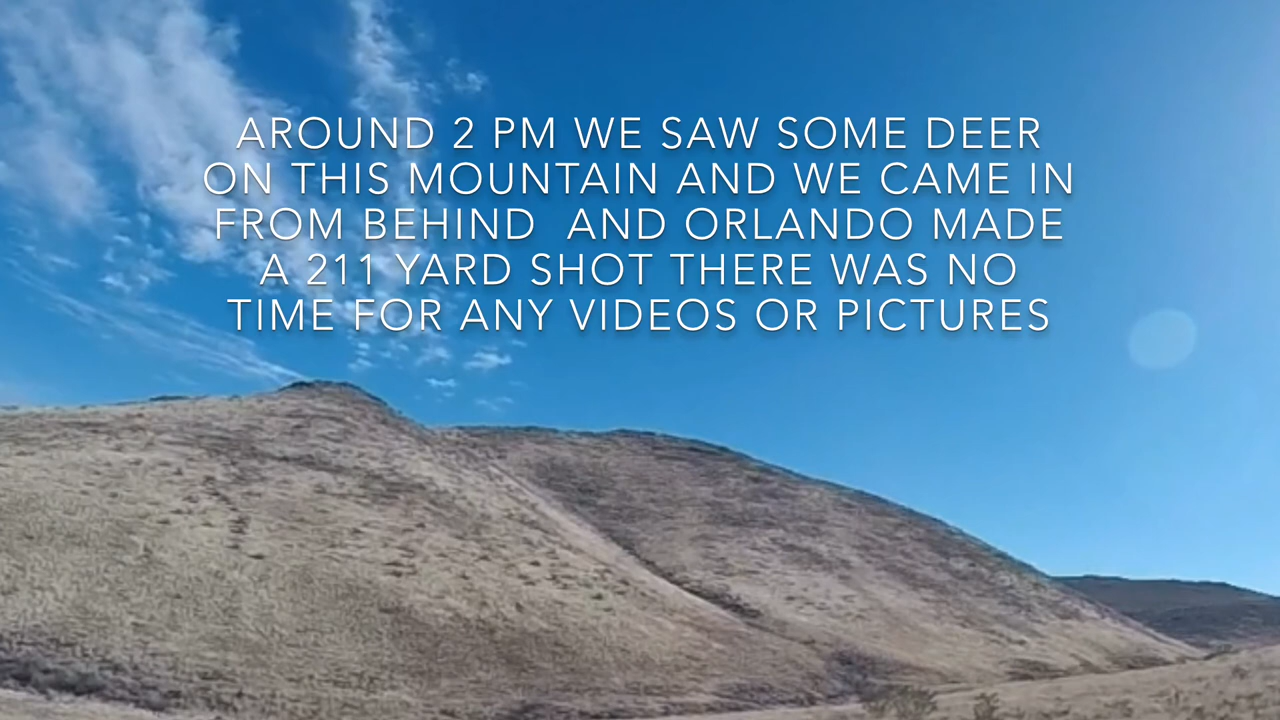 AROUND 2 PM WE SAW SOME DEER
ON THIS MOUNTAIN AND WE CAME IN
FROM BEHIND  AND ORLANDO MADE
A 211 YARD SHOT THERE WAS NO
TIME FOR ANY VIDEOS OR PICTURES